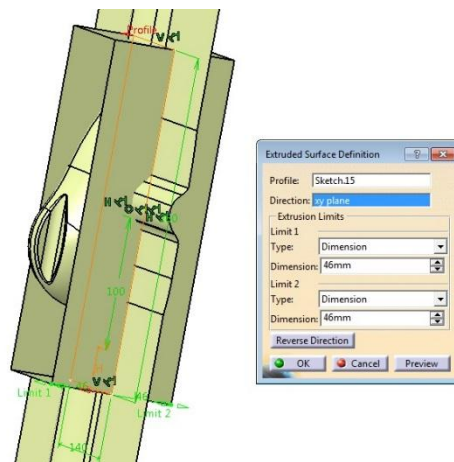 Profile
V
Extruded Surface Definition
Profile: Sketch.15
Direction: xy plane
Extrusion Limits
Limit 1
Type: Dimension
Dimension: 46mm
Limit 2
Type: Dimension
Dimension: 46mm
Reverse Direction
OK Cancel Preview
H
H
100
V
Limit 1
46
Limit 2
140